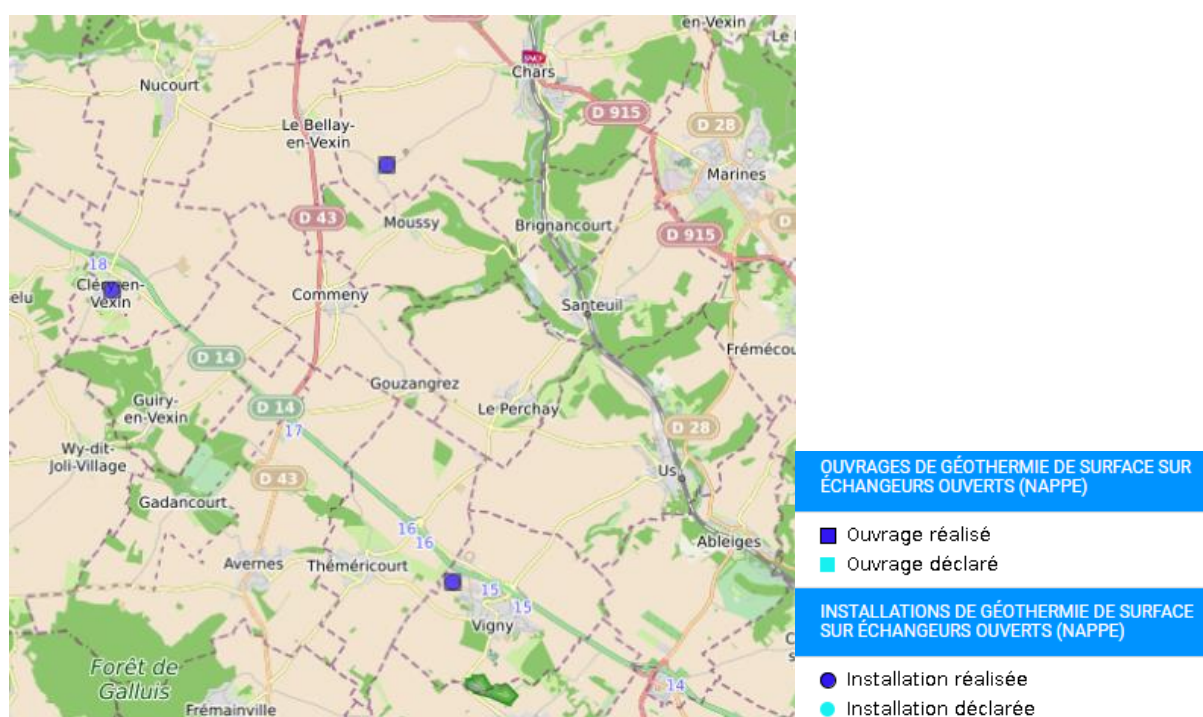 en-Vexin
SNCF
Chars
Nucourt
D 915
D 28
Le Bellay-
en-Vexin
Marines
D 43
Moussy
Brignancourt
D 915
18
Cléry-en-
Vexin
Commeny
Santeuil
D 14
Gouzangrez
Guiry-
en-Vexin
D 14
17
Le Perchay
D 28
Wy-dit-
Joli-Village
Us
D 43
Gadancourt
16
16
Ableiges
Avernes
Théméricourt
15
15
Vigny
14
Forêt de
Galluis
Frémainville
OUVRAGES DE GÉOTHERMIE DE SURFACE SUR
ÉCHANGEURS OUVERTS (NAPPE)
Ouvrage réalisé
Ouvrage déclaré
INSTALLATIONS DE GÉOTHERMIE DE SURFACE
SUR ÉCHANGEURS OUVERTS (NAPPE)
Installation réalisée
Installation déclarée